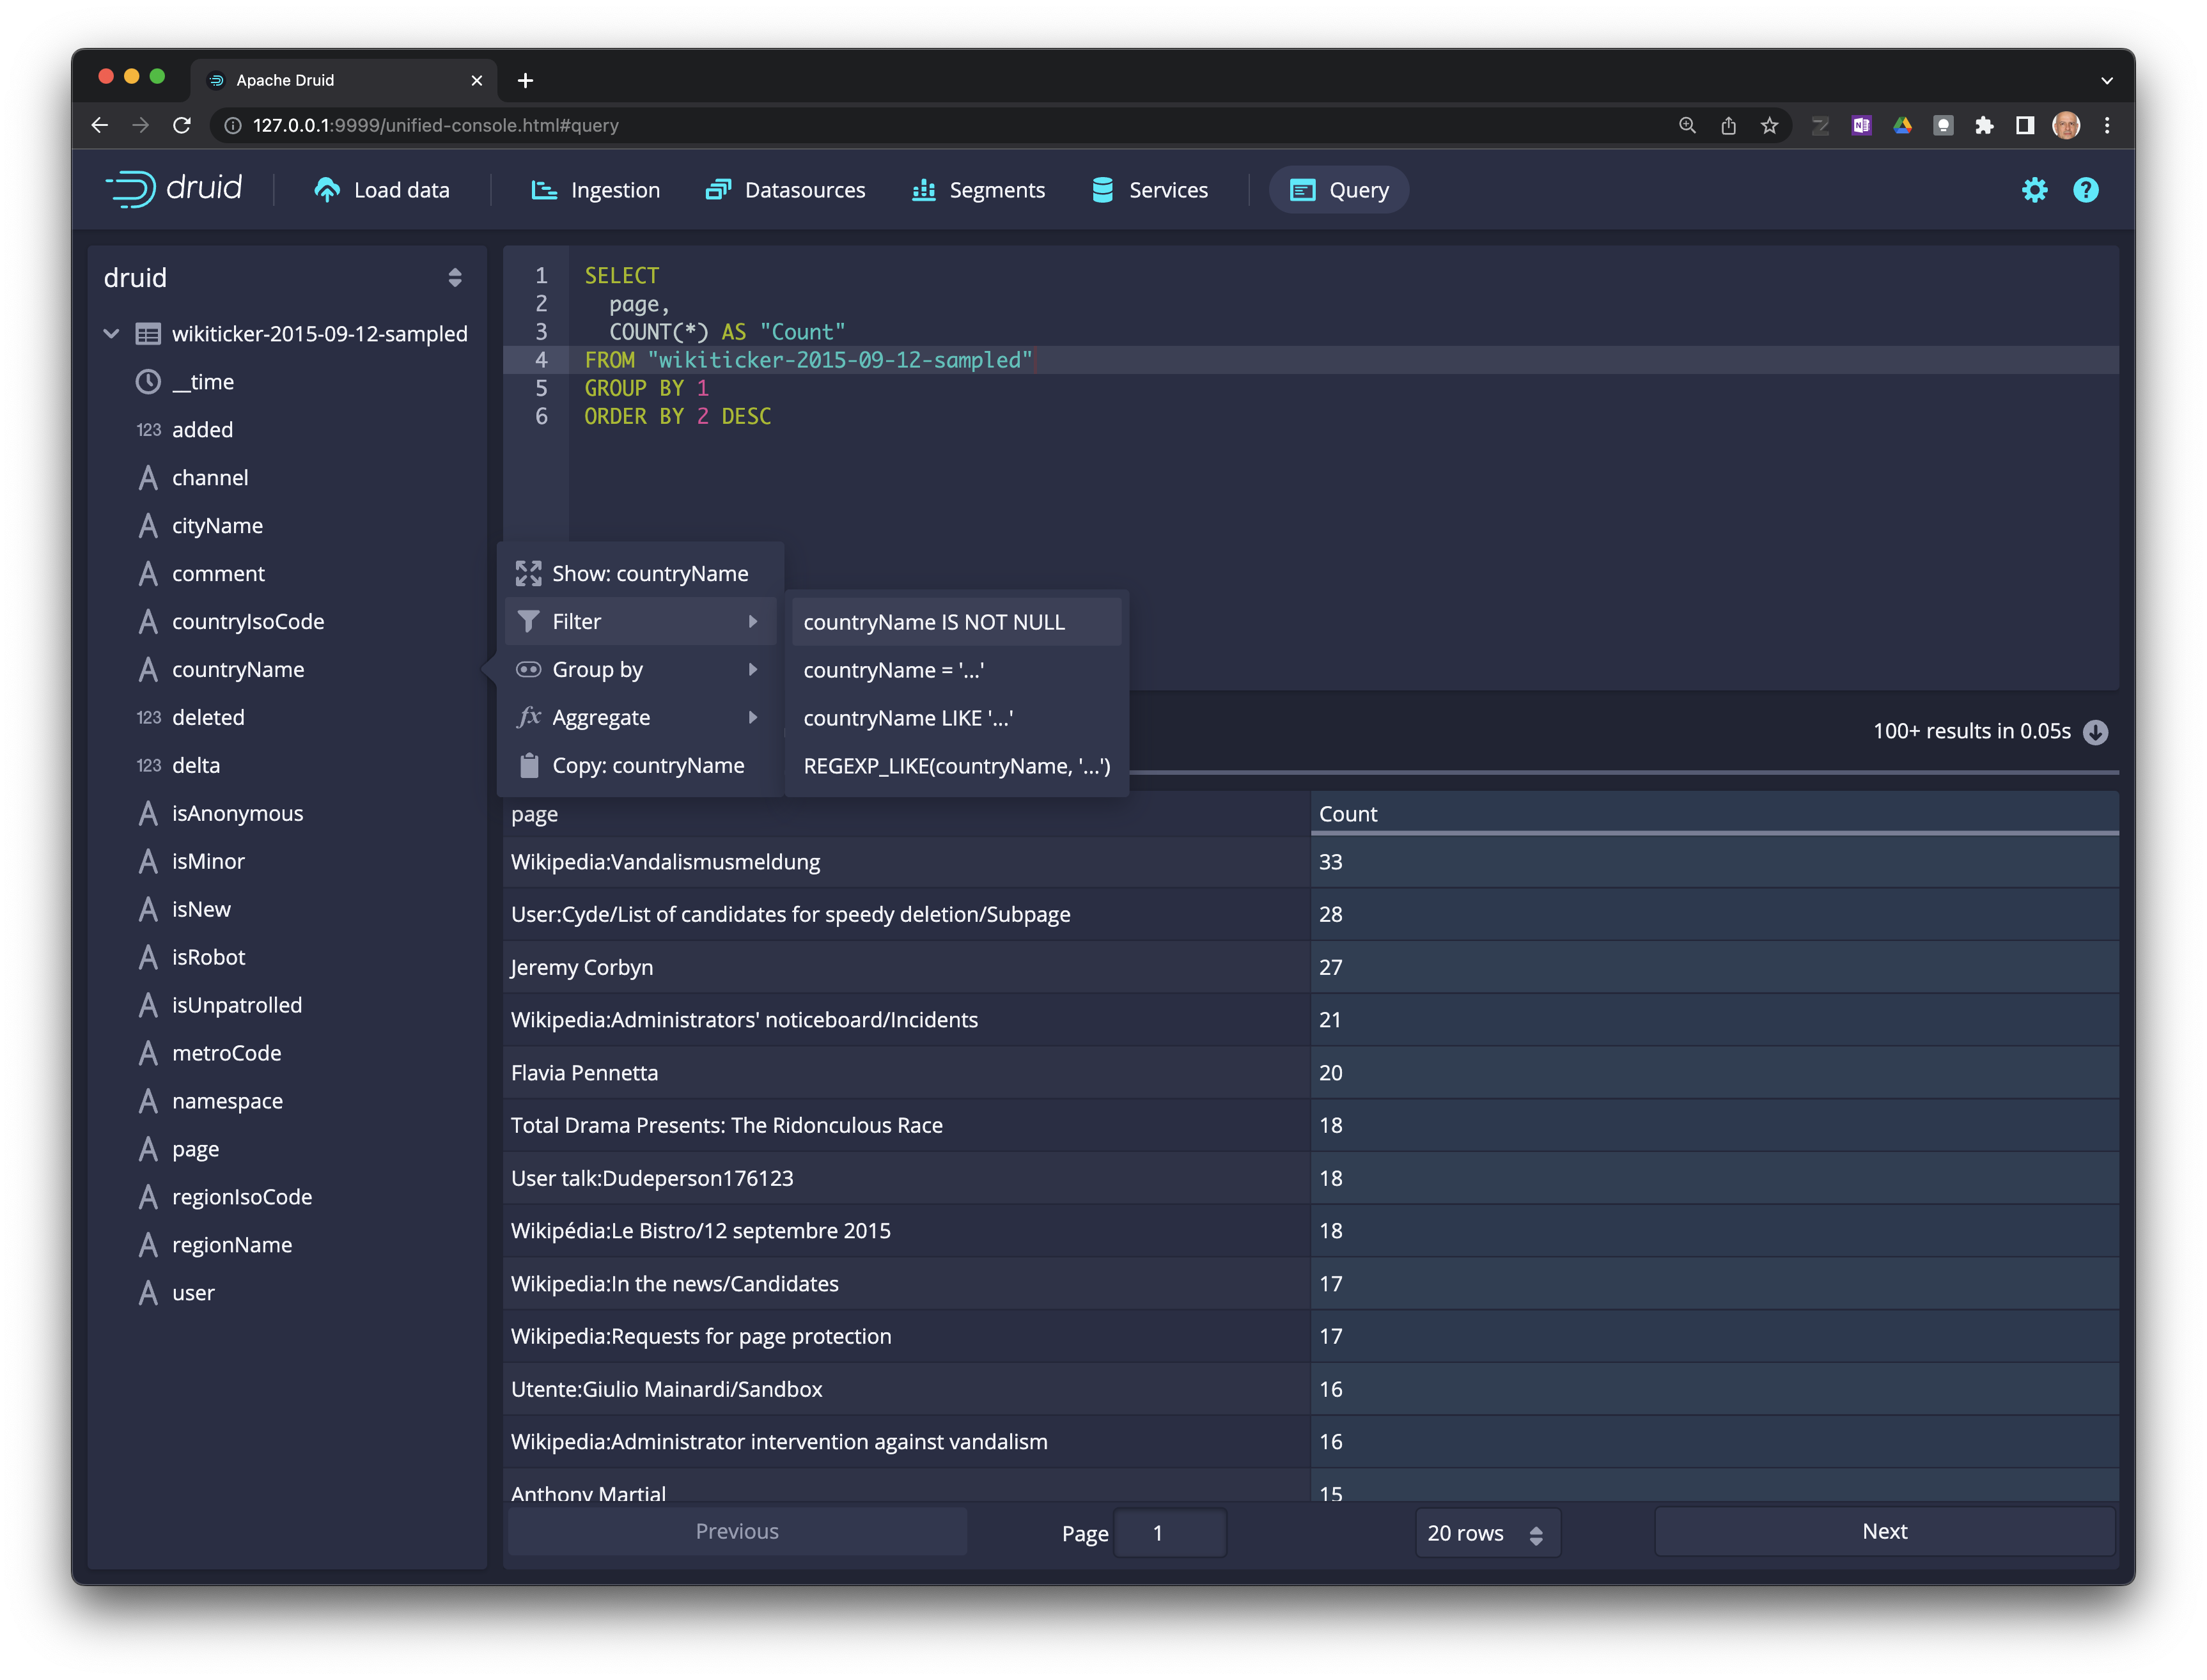 Apache Druid
127.0.0.1:9999/unified-console.html#query
druid
Load data
Ingestion
Datasources
Segments
Services
Query
druid
wikiticker-2015-09-12-sampled
__time
123 added
A channel
A cityName
A comment
A countryIsoCode
A countryName
123 deleted
123 delta
A isAnonymous
A isMinor
A isNew
A isRobot
A isUnpatrolled
A metroCode
A namespace
A page
A regionIsoCode
A regionName
A user
1 SELECT
2 page,
3 COUNT(*) AS "Count"
4 FROM "wikiticker-2015-09-12-sampled"
5 GROUP BY 1
6 ORDER BY 2 DESC
Show: countryName
Filter
Group by
fx Aggregate
Copy: countryName
countryName IS NOT NULL
countryName = '...'
countryName LIKE '...'
REGEXP_LIKE(countryName, '...')
100+ results in 0.05s
page Count
Wikipedia:Vandalismusmeldung 33
User:Cyde/List of candidates for speedy deletion/Subpage 28
Jeremy Corbyn 27
Wikipedia:Administrators' noticeboard/Incidents 21
Flavia Pennetta 20
Total Drama Presents: The Ridonculous Race 18
User talk:Dudeperson176123 18
Wikipédia:Le Bistro/12 septembre 2015 18
Wikipedia:In the news/Candidates 17
Wikipedia:Requests for page protection 17
Utente:Giulio Mainardi/Sandbox 16
Wikipedia:Administrator intervention against vandalism 16
Anthony Martial 15
Previous
Page 1
20 rows
Next